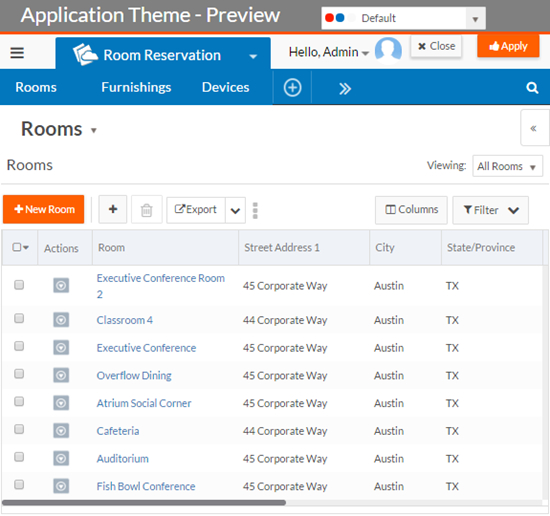 Application Theme - Preview
Default
Room Reservation
Hello, Admin
Close
Apply
Rooms
Furnishings
Devices
Rooms
Rooms
Viewing:
All Rooms
+New Room
Export
Columns
Filter
Actions
Room
Street Address 1
City
State/Province
Executive Conference Room
2
45 Corporate Way
Austin
TX
Classroom 4
44 Corporate Way
Austin
TX
Executive Conference
45 Corporate Way
Austin
TX
Overflow Dining
45 Corporate Way
Austin
TX
Atrium Social Corner
45 Corporate Way
Austin
TX
Cafeteria
44 Corporate Way
Austin
TX
Auditorium
45 Corporate Way
Austin
TX
Fish Bowl Conference
45 Corporate Way
Austin
TX